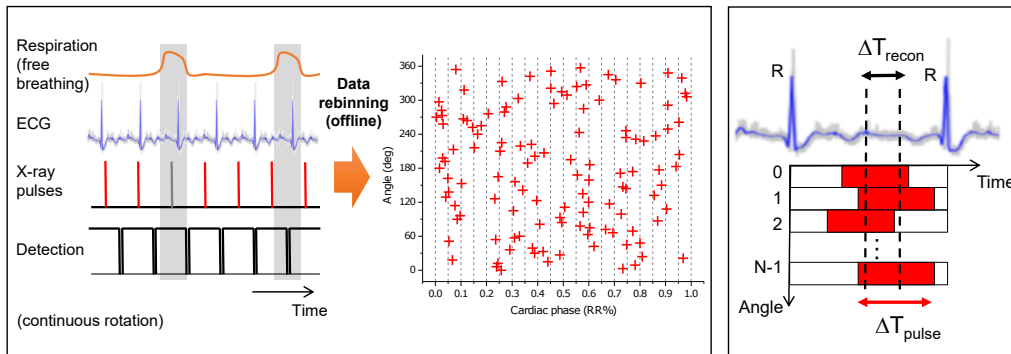 Respiration
(free
breathing)
ECG
X-ray
pulses
Detection
Time
(continuous rotation)
Data
rebinning
(offline)
Angle (deg)
360
300
240
180
120
60
0
0.0 0.1 0.2 0.3 0.4 0.5 0.6 0.7 0.8 0.9 1.0
Cardiac phase (RR%)
ΔTrecon
R R
Time
0
1
2
⋮
N-1
Angle
ΔTpulse